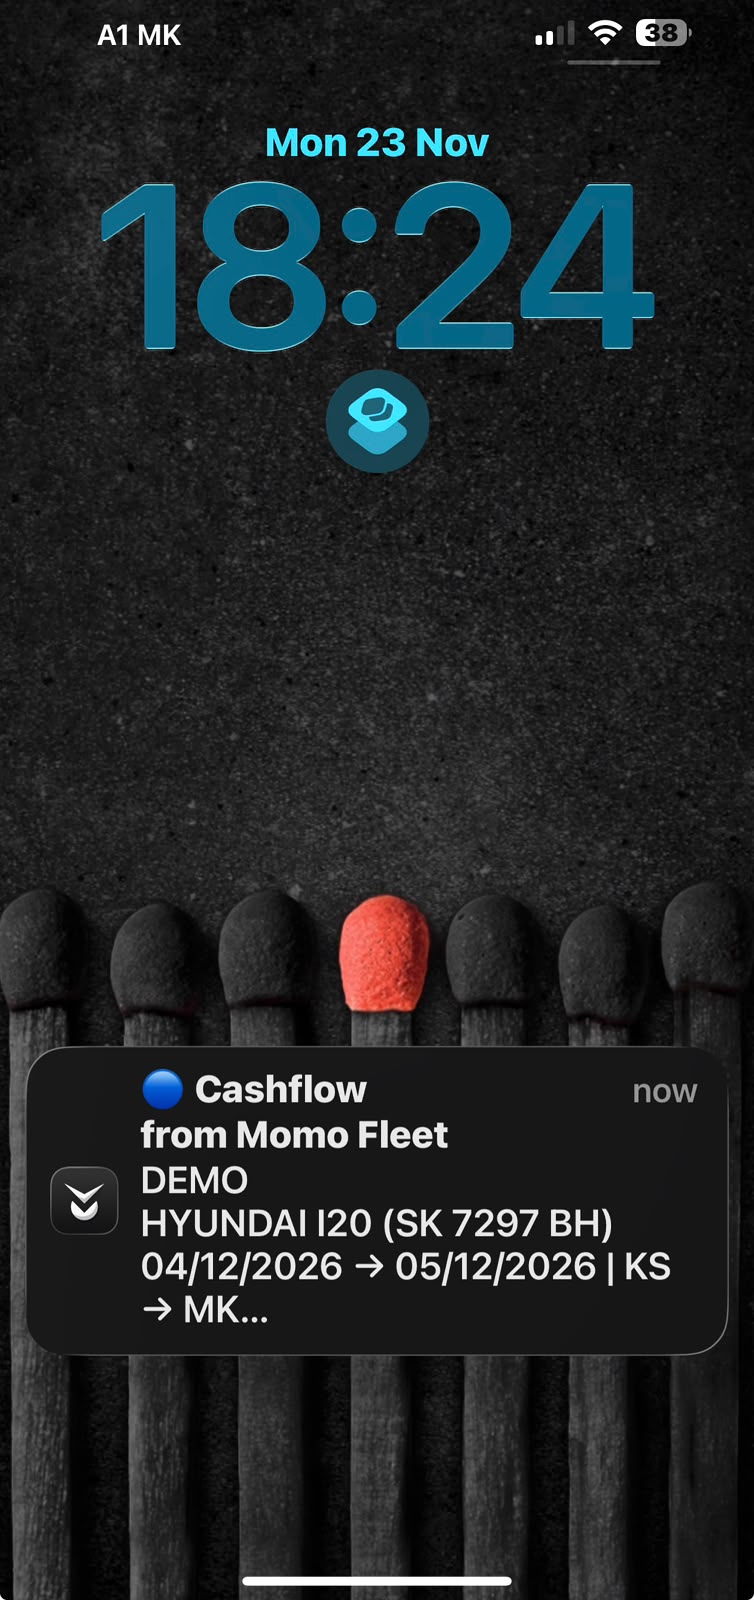 A1 MK
38
Mon 23 Nov
18:24
🔵 Cashflow
now
from Momo Fleet
DEMO
HYUNDAI I20 (SK 7297 BH)
04/12/2026 → 05/12/2026 | KS
→ MK...